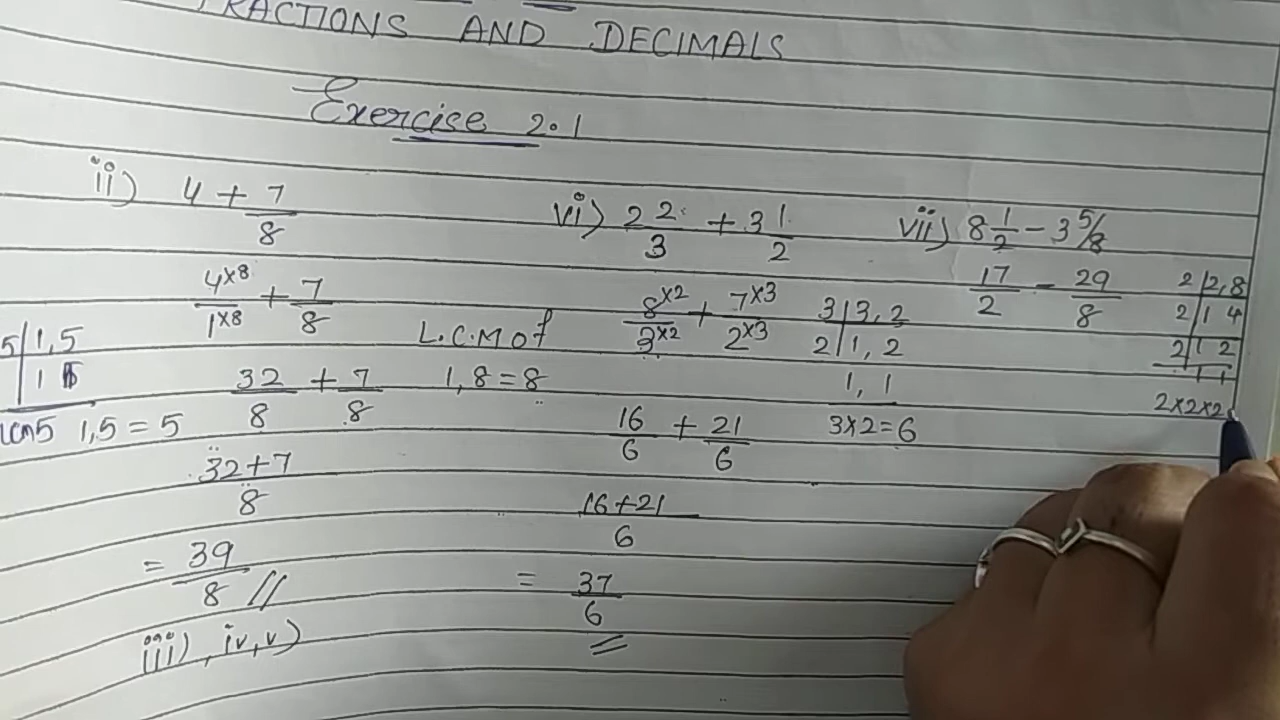 FRACTIONS AND DECIMALS
Exercise 2.1
ii) 4 + 7/8
4×8/1×8 + 7/8
5 | 1, 5
1
L.C.M of
1, 8 = 8
32/8 + 7/8
1,5 = 5
32+7/8
= 39/8 //
iii), iv, v)
vi) 2 2/3 + 3 1/2
8×2/3×2 + 7×3/2×3
3 | 3, 2
2 | 1, 2
1, 1
3×2=6
16/6 + 21/6
16+21/6
= 37/6
vii) 8 1/2 - 3 5/8
17/2 - 29/8
2 | 2, 8
2 | 1 4
2 | 1 2
1 1
2×2×2